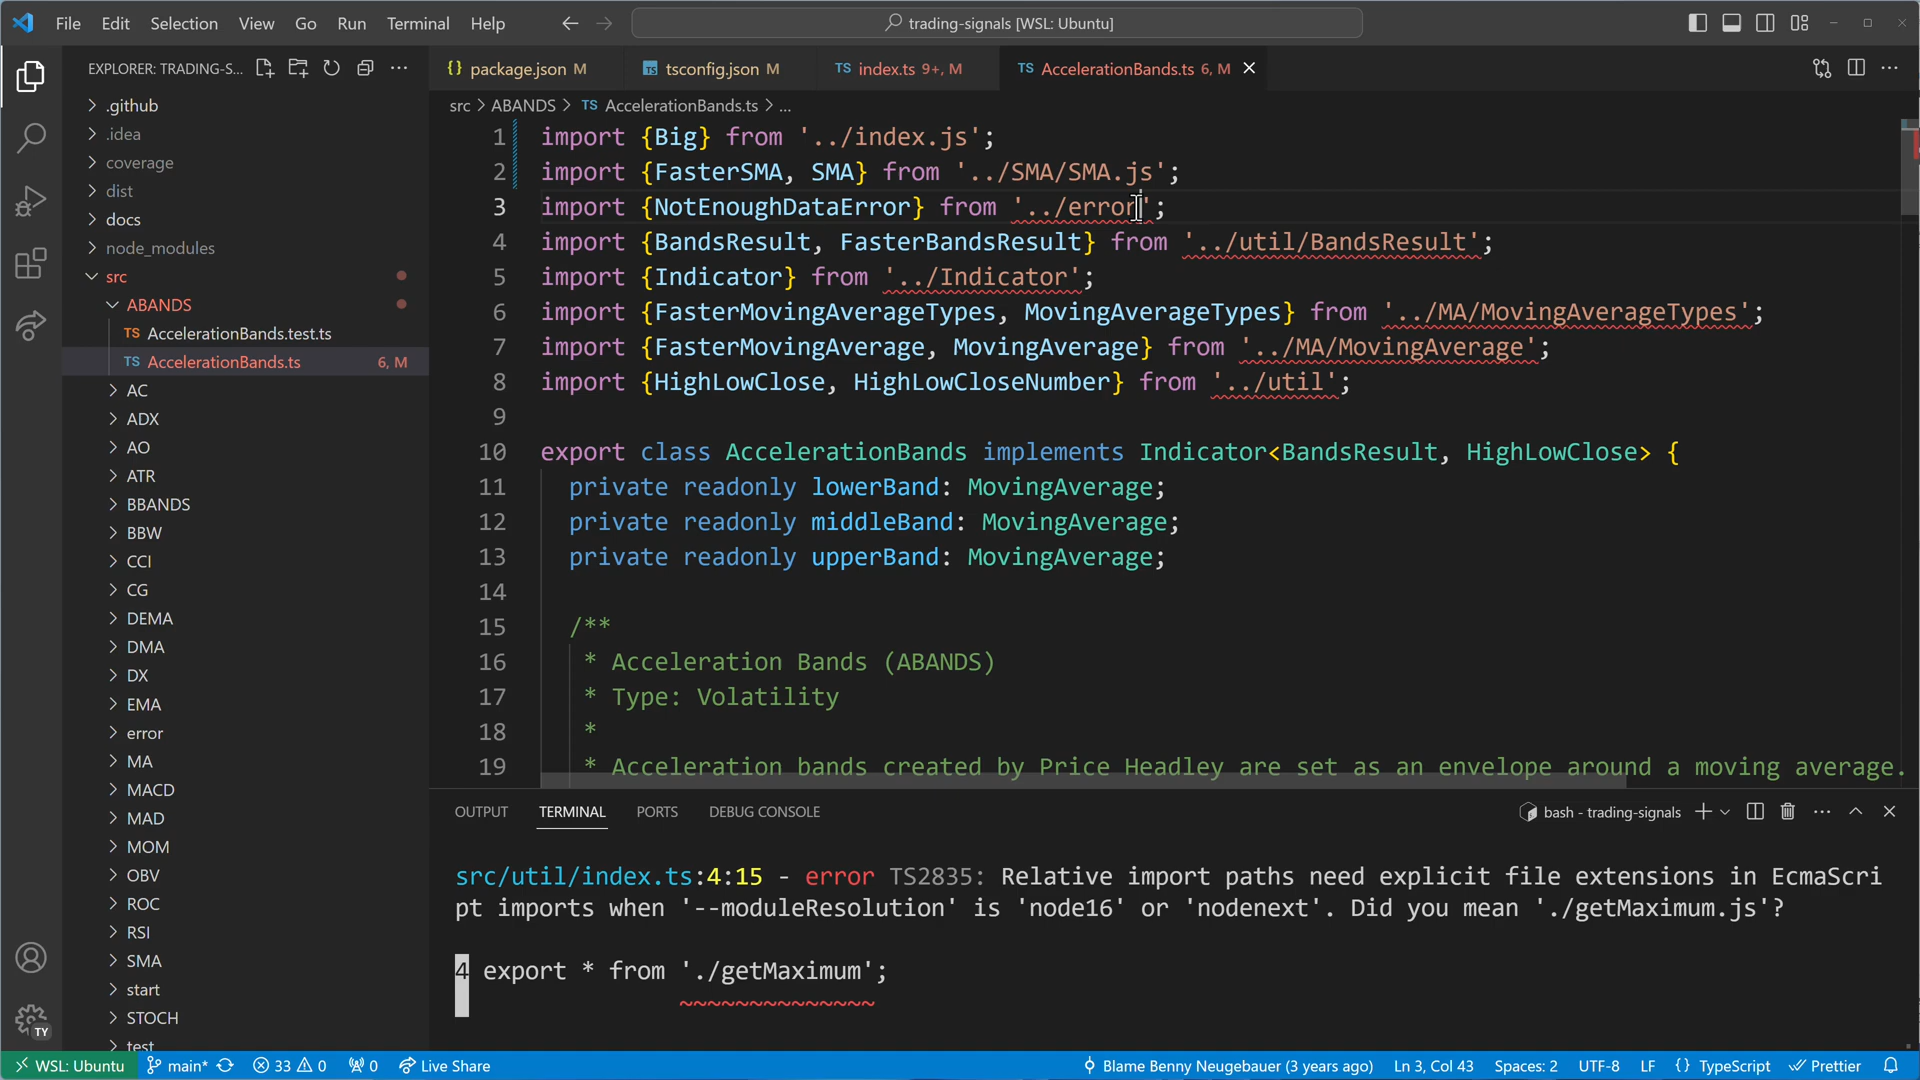 File Edit Selection View Go Run Terminal Help
trading-signals [WSL: Ubuntu]
EXPLORER: TRADING-S...
{} package.json M
TS tsconfig.json M
TS index.ts 9+, M
TS AccelerationBands.ts 6, M
src > ABANDS > TS AccelerationBands.ts > ...
.github
.idea
coverage
dist
docs
node_modules
src
ABANDS
TS AccelerationBands.test.ts
TS AccelerationBands.ts 6, M
AC
ADX
AO
ATR
BBANDS
BBW
CCI
CG
DEMA
DMA
DX
EMA
error
MA
MACD
MAD
MOM
OBV
ROC
RSI
SMA
start
STOCH
test
TY
1 import {Big} from '../index.js';
2 import {FasterSMA, SMA} from '../SMA/SMA.js';
3 import {NotEnoughDataError} from '../error';
4 import {BandsResult, FasterBandsResult} from '../util/BandsResult';
5 import {Indicator} from '../Indicator';
6 import {FasterMovingAverageTypes, MovingAverageTypes} from '../MA/MovingAverageTypes';
7 import {FasterMovingAverage, MovingAverage} from '../MA/MovingAverage';
8 import {HighLowClose, HighLowCloseNumber} from '../util';
9
10 export class AccelerationBands implements Indicator<BandsResult, HighLowClose> {
11 private readonly lowerBand: MovingAverage;
12 private readonly middleBand: MovingAverage;
13 private readonly upperBand: MovingAverage;
14
15 /**
16 * Acceleration Bands (ABANDS)
17 * Type: Volatility
18 *
19 * Acceleration bands created by Price Headley are set as an envelope around a moving average.
OUTPUT TERMINAL PORTS DEBUG CONSOLE
bash - trading-signals
src/util/index.ts:4:15 - error TS2835: Relative import paths need explicit file extensions in EcmaScri
pt imports when '--moduleResolution' is 'node16' or 'nodenext'. Did you mean './getMaximum.js'?
4 export * from './getMaximum';
~~~~~~~~~~~~~~
WSL: Ubuntu main* 33 0 0 Live Share Blame Benny Neugebauer (3 years ago) Ln 3, Col 43 Spaces: 2 UTF-8 LF {} TypeScript Prettier